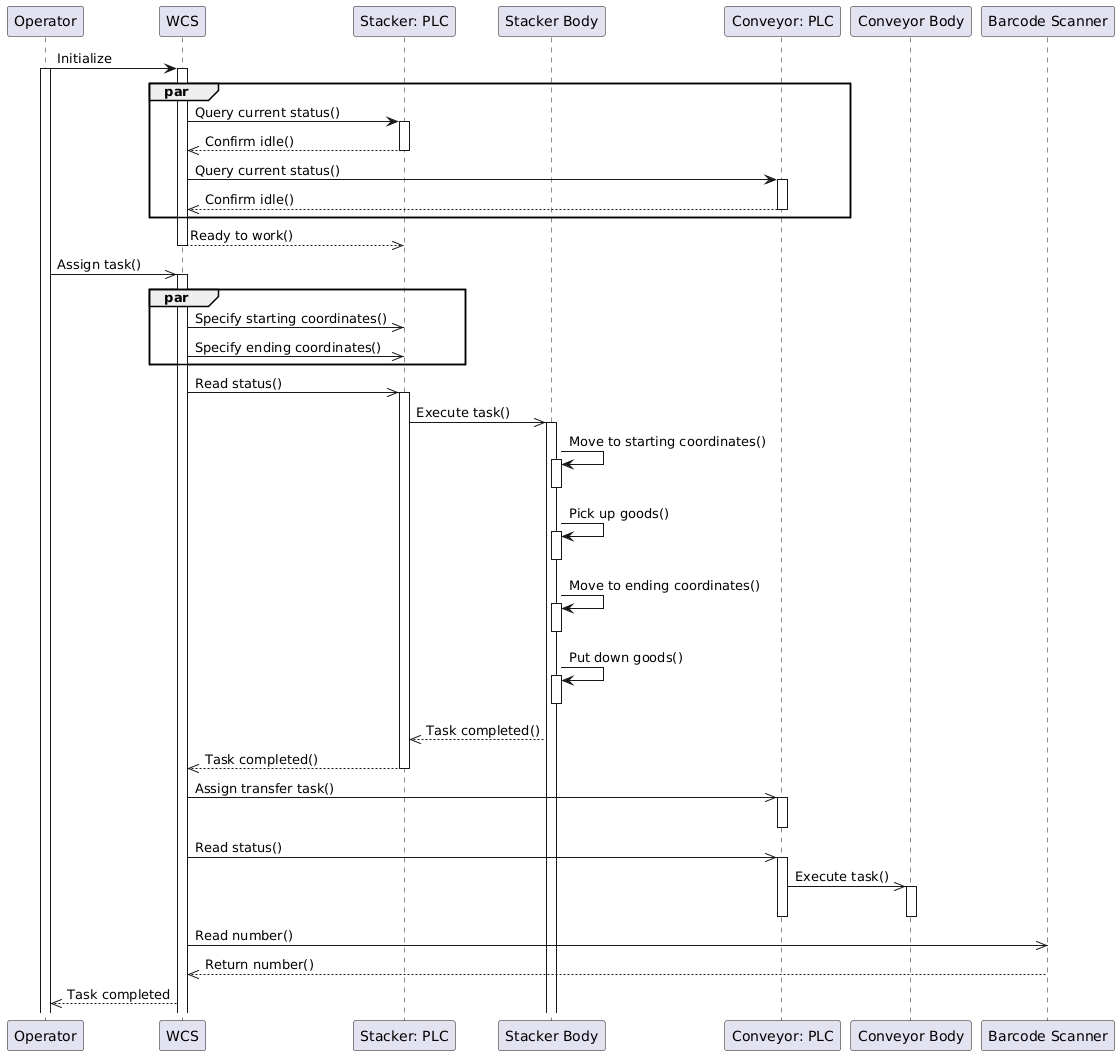 Operator WCS Stacker: PLC Stacker Body Conveyor: PLC Conveyor Body Barcode Scanner
Initialize
par
Query current status()
Confirm idle()
Query current status()
Confirm idle()
Ready to work()
Assign task()
par
Specify starting coordinates()
Specify ending coordinates()
Read status()
Execute task()
Move to starting coordinates()
Pick up goods()
Move to ending coordinates()
Put down goods()
Task completed()
Task completed()
Assign transfer task()
Read status()
Execute task()
Read number()
Return number()
Task completed
Operator WCS Stacker: PLC Stacker Body Conveyor: PLC Conveyor Body Barcode Scanner